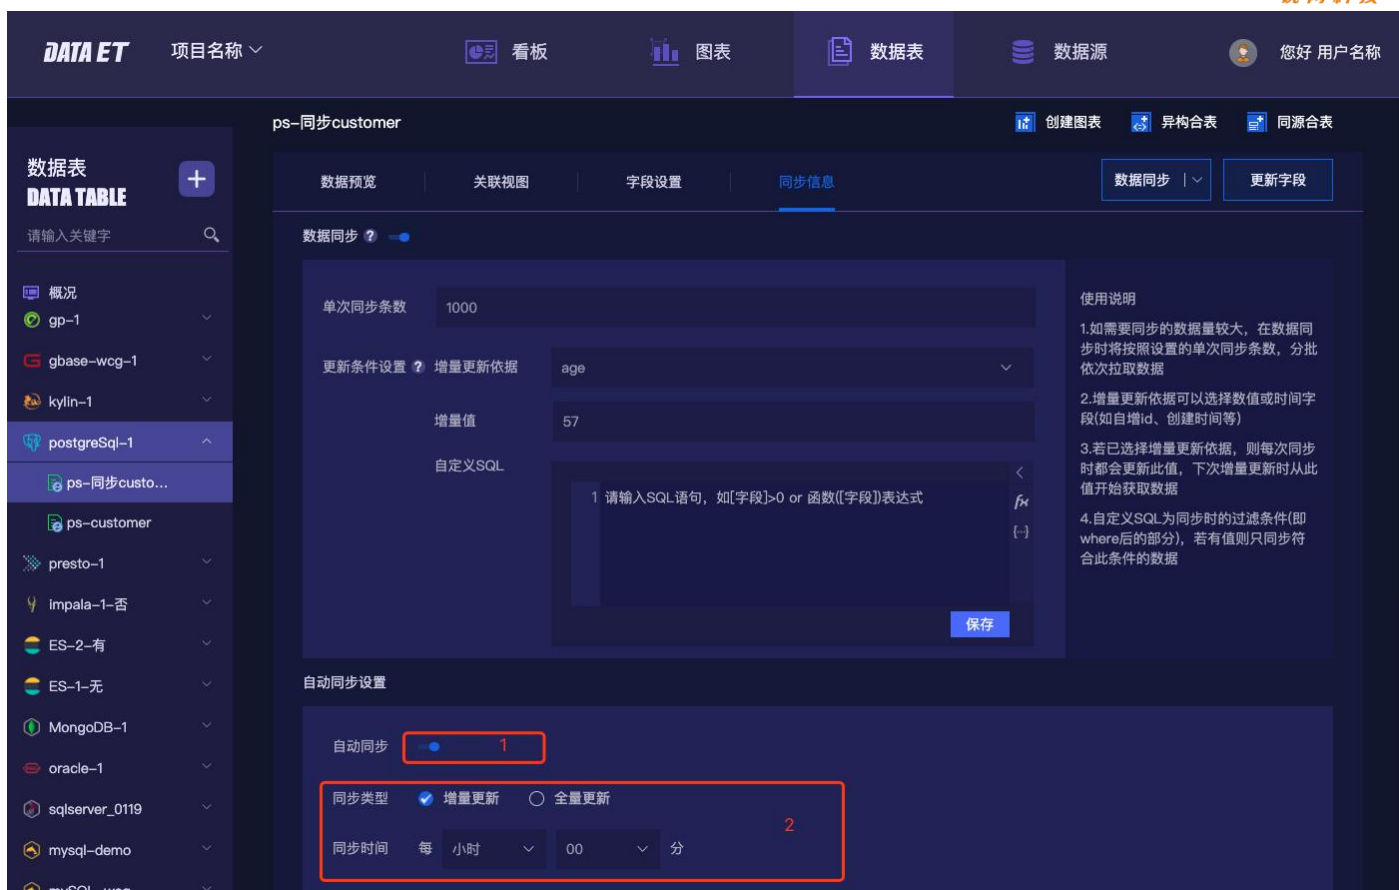 DATA ET
项目名称
看板
图表
数据表
数据源
您好 用户名称
ps-同步customer
创建图表
异构合表
同源合表
数据表
DATA TABLE
请输入关键字
概况
gp-1
gbase-wcg-1
kylin-1
postgreSql-1
ps-同步custo...
ps-customer
presto-1
impala-1-否
ES-2-有
ES-1-无
MongoDB-1
oracle-1
sqlserver_0119
mysql-demo
数据预览
关联视图
字段设置
同步信息
数据同步
更新字段
数据同步 ?
单次同步条数 1000
更新条件设置 ? 增量更新依据 age
增量值 57
自定义SQL
1 请输入SQL语句，如[字段]>0 or 函数([字段])表达式
fx
{··}
保存
使用说明
1.如需要同步的数据量较大，在数据同
步时将按照设置的单次同步条数，分批
依次拉取数据
2.增量更新依据可以选择数值或时间字
段(如自增id、创建时间等)
3.若已选择增量更新依据，则每次同步
时都会更新此值，下次增量更新时从此
值开始获取数据
4.自定义SQL为同步时的过滤条件(即
where后的部分)，若有值则只同步符
合此条件的数据
自动同步设置
自动同步 1
同步类型 增量更新 全量更新
2
同步时间 每 小时 00 分